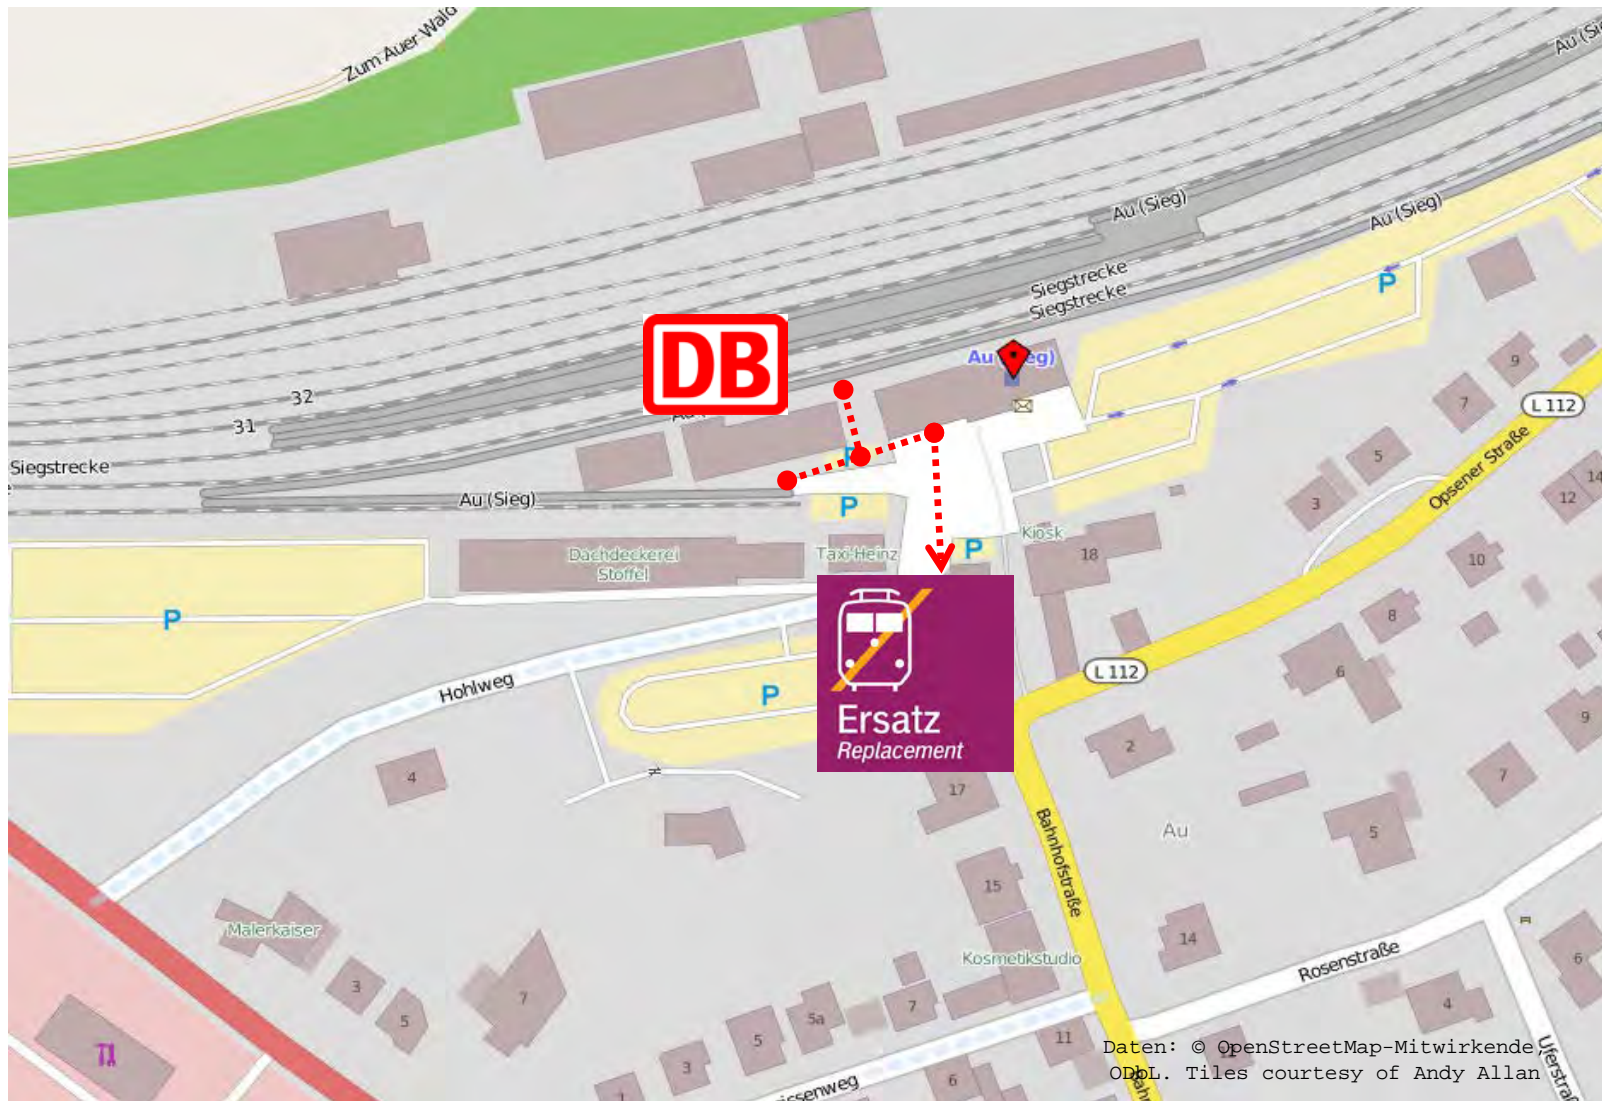 Zum Auer Wald
Au (Sieg)
Au (Sieg)
Siegstrecke
Siegstrecke
P
DB
9
32
31
7
L 112
Siegstrecke
P
5
Opsener Straße
14
12
3
Au (Sieg)
P
Kiosk
Dachdeckerei
Stoffel
Taxi-Heinz
P
18
10
P
8
L 112
6
Hohlweg
P
Ersatz
Replacement
9
2
4
17
7
Au
5
Bahnhofstraße
15
Malerkaiser
14
Kosmetikstudio
Rosenstraße
6
3
7
5
5a
7
4
5
11
3
6
Daten: © OpenStreetMap-Mitwirkende,
ODbL. Tiles courtesy of Andy Allan